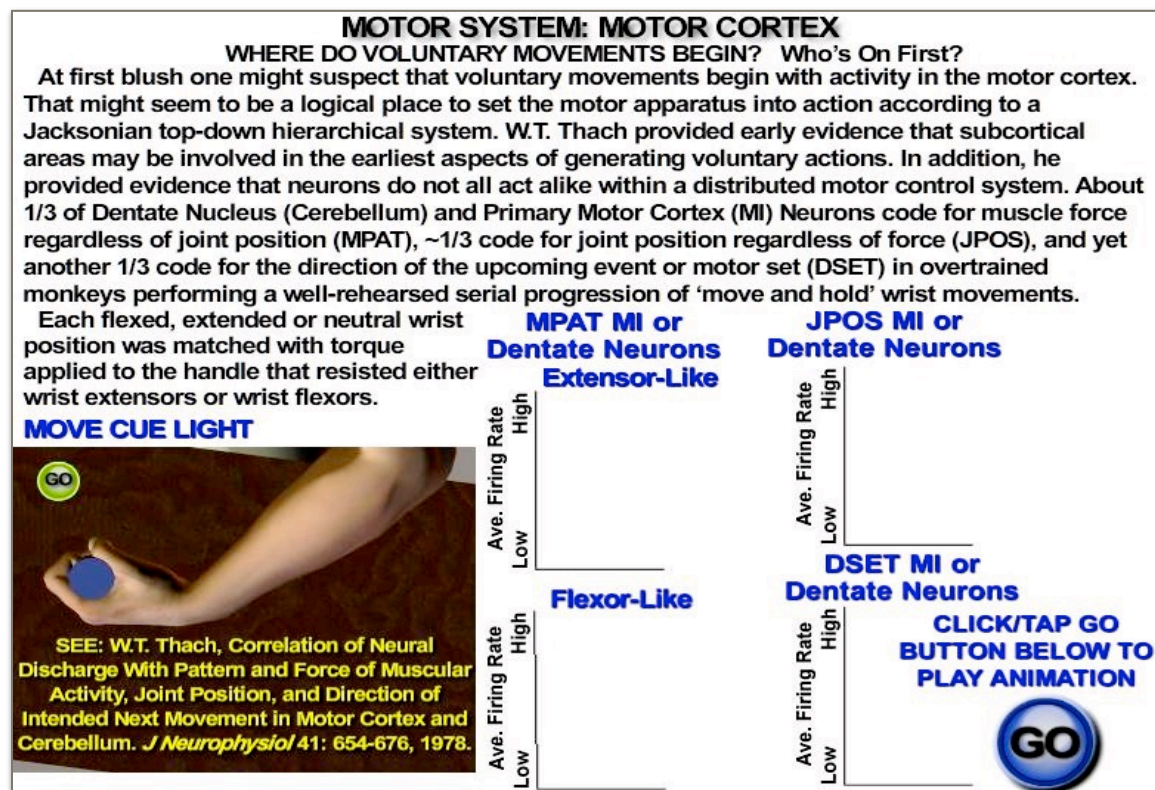 MOTOR SYSTEM: MOTOR CORTEX
WHERE DO VOLUNTARY MOVEMENTS BEGIN? Who's On First?
At first blush one might suspect that voluntary movements begin with activity in the motor cortex.
That might seem to be a logical place to set the motor apparatus into action according to a
Jacksonian top-down hierarchical system. W.T. Thach provided early evidence that subcortical
areas may be involved in the earliest aspects of generating voluntary actions. In addition, he
provided evidence that neurons do not all act alike within a distributed motor control system. About
1/3 of Dentate Nucleus (Cerebellum) and Primary Motor Cortex (MI) Neurons code for muscle force
regardless of joint position (MPAT), ~1/3 code for joint position regardless of force (JPOS), and yet
another 1/3 code for the direction of the upcoming event or motor set (DSET) in overtrained
monkeys performing a well-rehearsed serial progression of 'move and hold' wrist movements.
Each flexed, extended or neutral wrist
position was matched with torque
applied to the handle that resisted either
wrist extensors or wrist flexors.
MOVE CUE LIGHT
GO
SEE: W.T. Thach, Correlation of Neural
Discharge With Pattern and Force of Muscular
Activity, Joint Position, and Direction of
Intended Next Movement in Motor Cortex and
Cerebellum. J Neurophysiol 41: 654-676, 1978.
MPAT MI or
Dentate Neurons
Extensor-Like
Ave. Firing Rate
Low High
Flexor-Like
Ave. Firing Rate
Low High
JPOS MI or
Dentate Neurons
Ave. Firing Rate
Low High
DSET MI or
Dentate Neurons
Ave. Firing Rate
Low High
CLICK/TAP GO
BUTTON BELOW TO
PLAY ANIMATION
GO